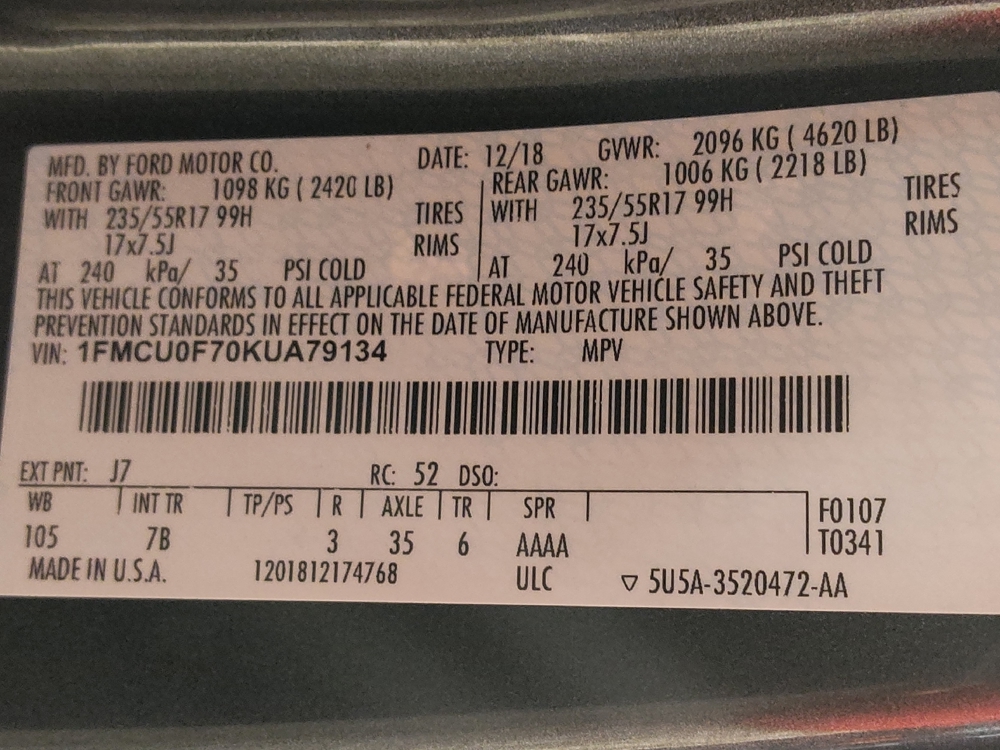 MFD. BY FORD MOTOR CO. DATE: 12/18 GVWR: 2096 KG ( 4620 LB)
FRONT GAWR: 1098 KG ( 2420 LB) REAR GAWR: 1006 KG ( 2218 LB)
WITH 235/55R17 99H TIRES WITH 235/55R17 99H TIRES
17x7.5J RIMS 17x7.5J RIMS
AT 240 kPa/ 35 PSI COLD AT 240 kPa/ 35 PSI COLD
THIS VEHICLE CONFORMS TO ALL APPLICABLE FEDERAL MOTOR VEHICLE SAFETY AND THEFT
PREVENTION STANDARDS IN EFFECT ON THE DATE OF MANUFACTURE SHOWN ABOVE.
VIN: 1FMCU0F70KUA79134 TYPE: MPV
EXT PNT: J7 RC: 52 DSO:
WB INT TR TP/PS R AXLE TR SPR F0107
105 7B 3 35 6 AAAA T0341
MADE IN U.S.A. 1201812174768 ULC ▽ 5U5A-3520472-AA